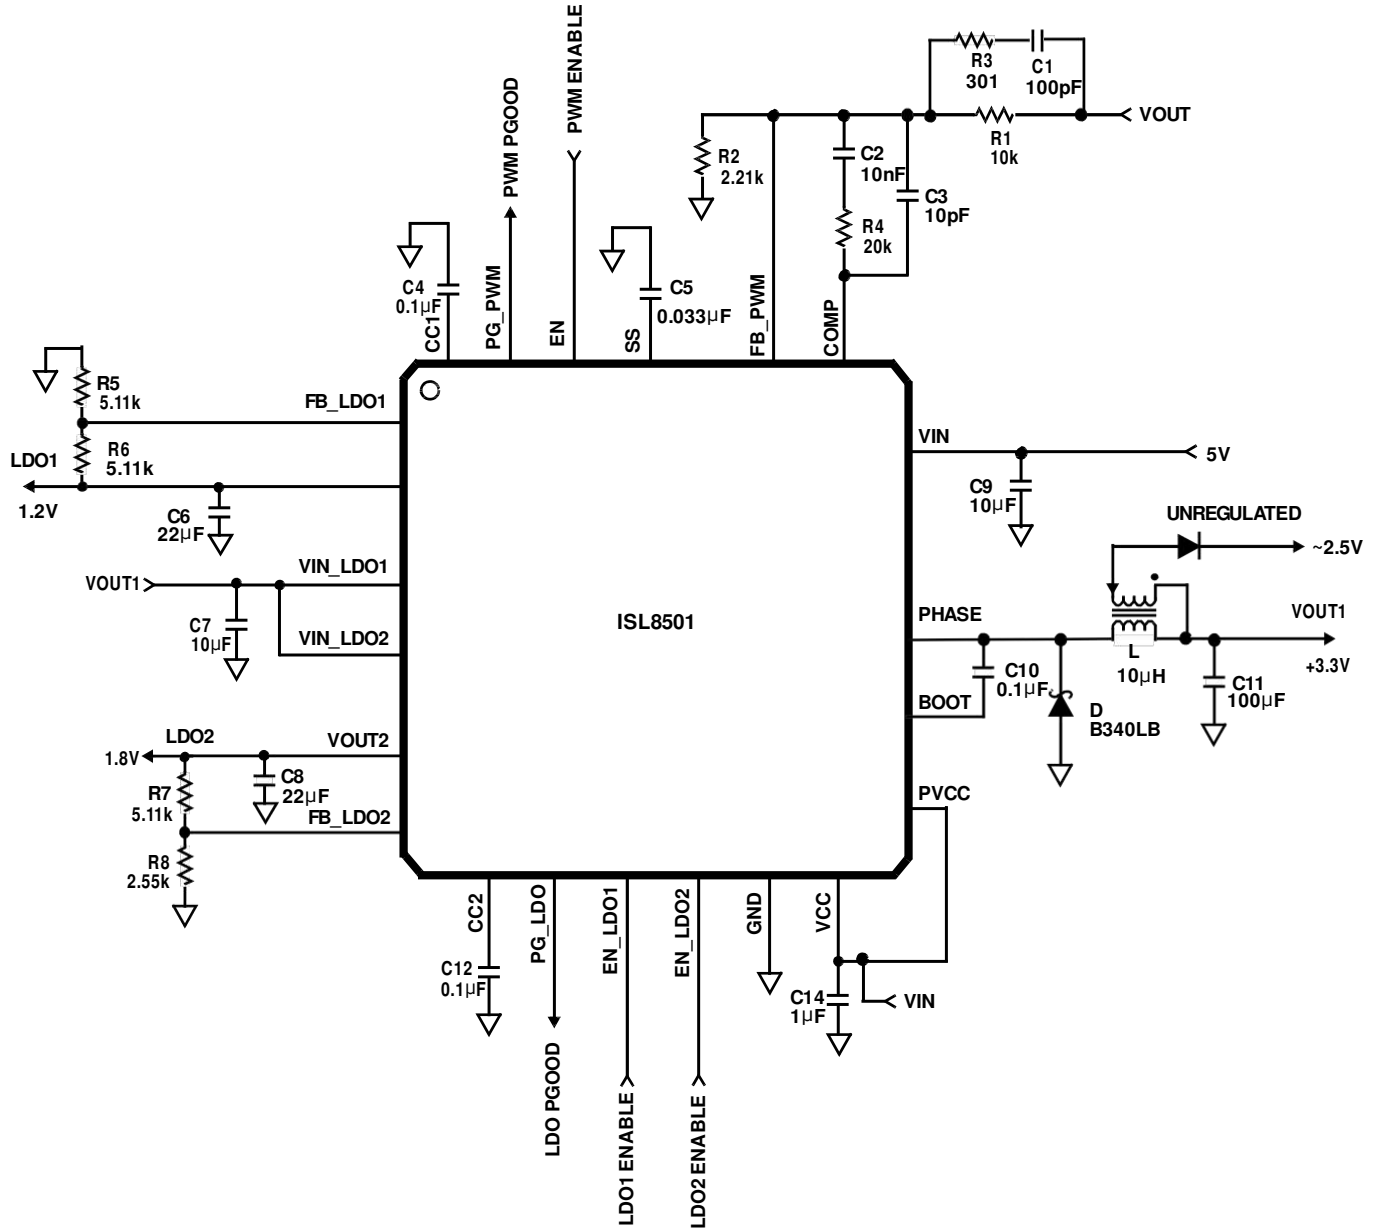 PWM ENABLE
PWM PGOOD
R3
301
C1
100pF
VOUT
R1
10k
R2
2.21k
C2
10nF
C3
10pF
R4
20k
C4
0.1µF
CC1
PG_PWM
EN
SS
C5
0.033µF
FB_PWM
COMP
R5
5.11k
FB_LDO1
R6
5.11k
LDO1
1.2V
C6
22µF
VIN
5V
C9
10µF
UNREGULATED
~2.5V
VOUT1
VIN_LDO1
C7
10µF
VIN_LDO2
ISL8501
PHASE
VOUT1
+3.3V
L
10µH
C10
0.1µF
BOOT
D
B340LB
C11
100µF
LDO2
1.8V
VOUT2
C8
22µF
R7
5.11k
FB_LDO2
R8
2.55k
PVCC
CC2
PG_LDO
EN_LDO1
EN_LDO2
GND
VCC
C12
0.1µF
C14
1µF
VIN
LDO PGOOD
LDO1 ENABLE
LDO2 ENABLE